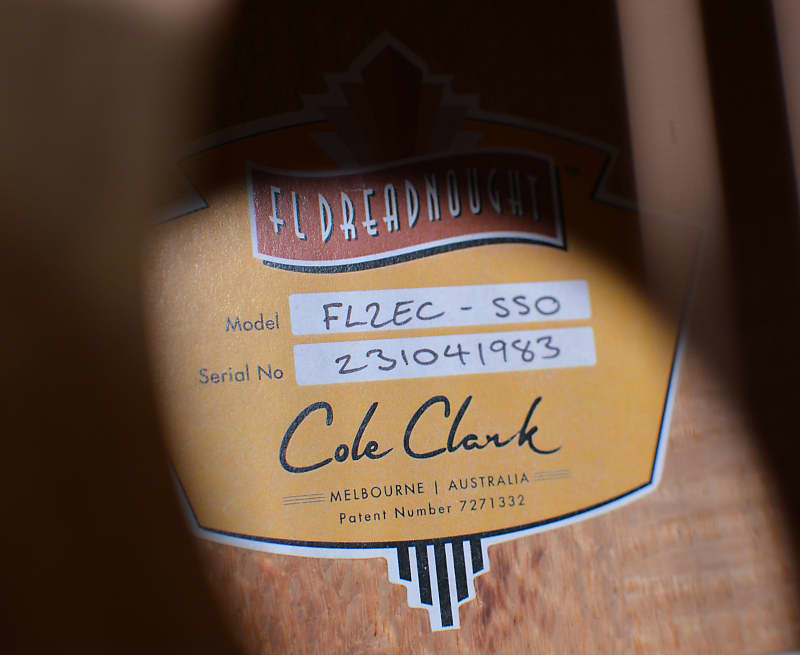 FL DREADNOUGHT
Model FL2EC - SSO
Serial No 231041983
Cole Clark
MELBOURNE | AUSTRALIA
Patent Number 7271332